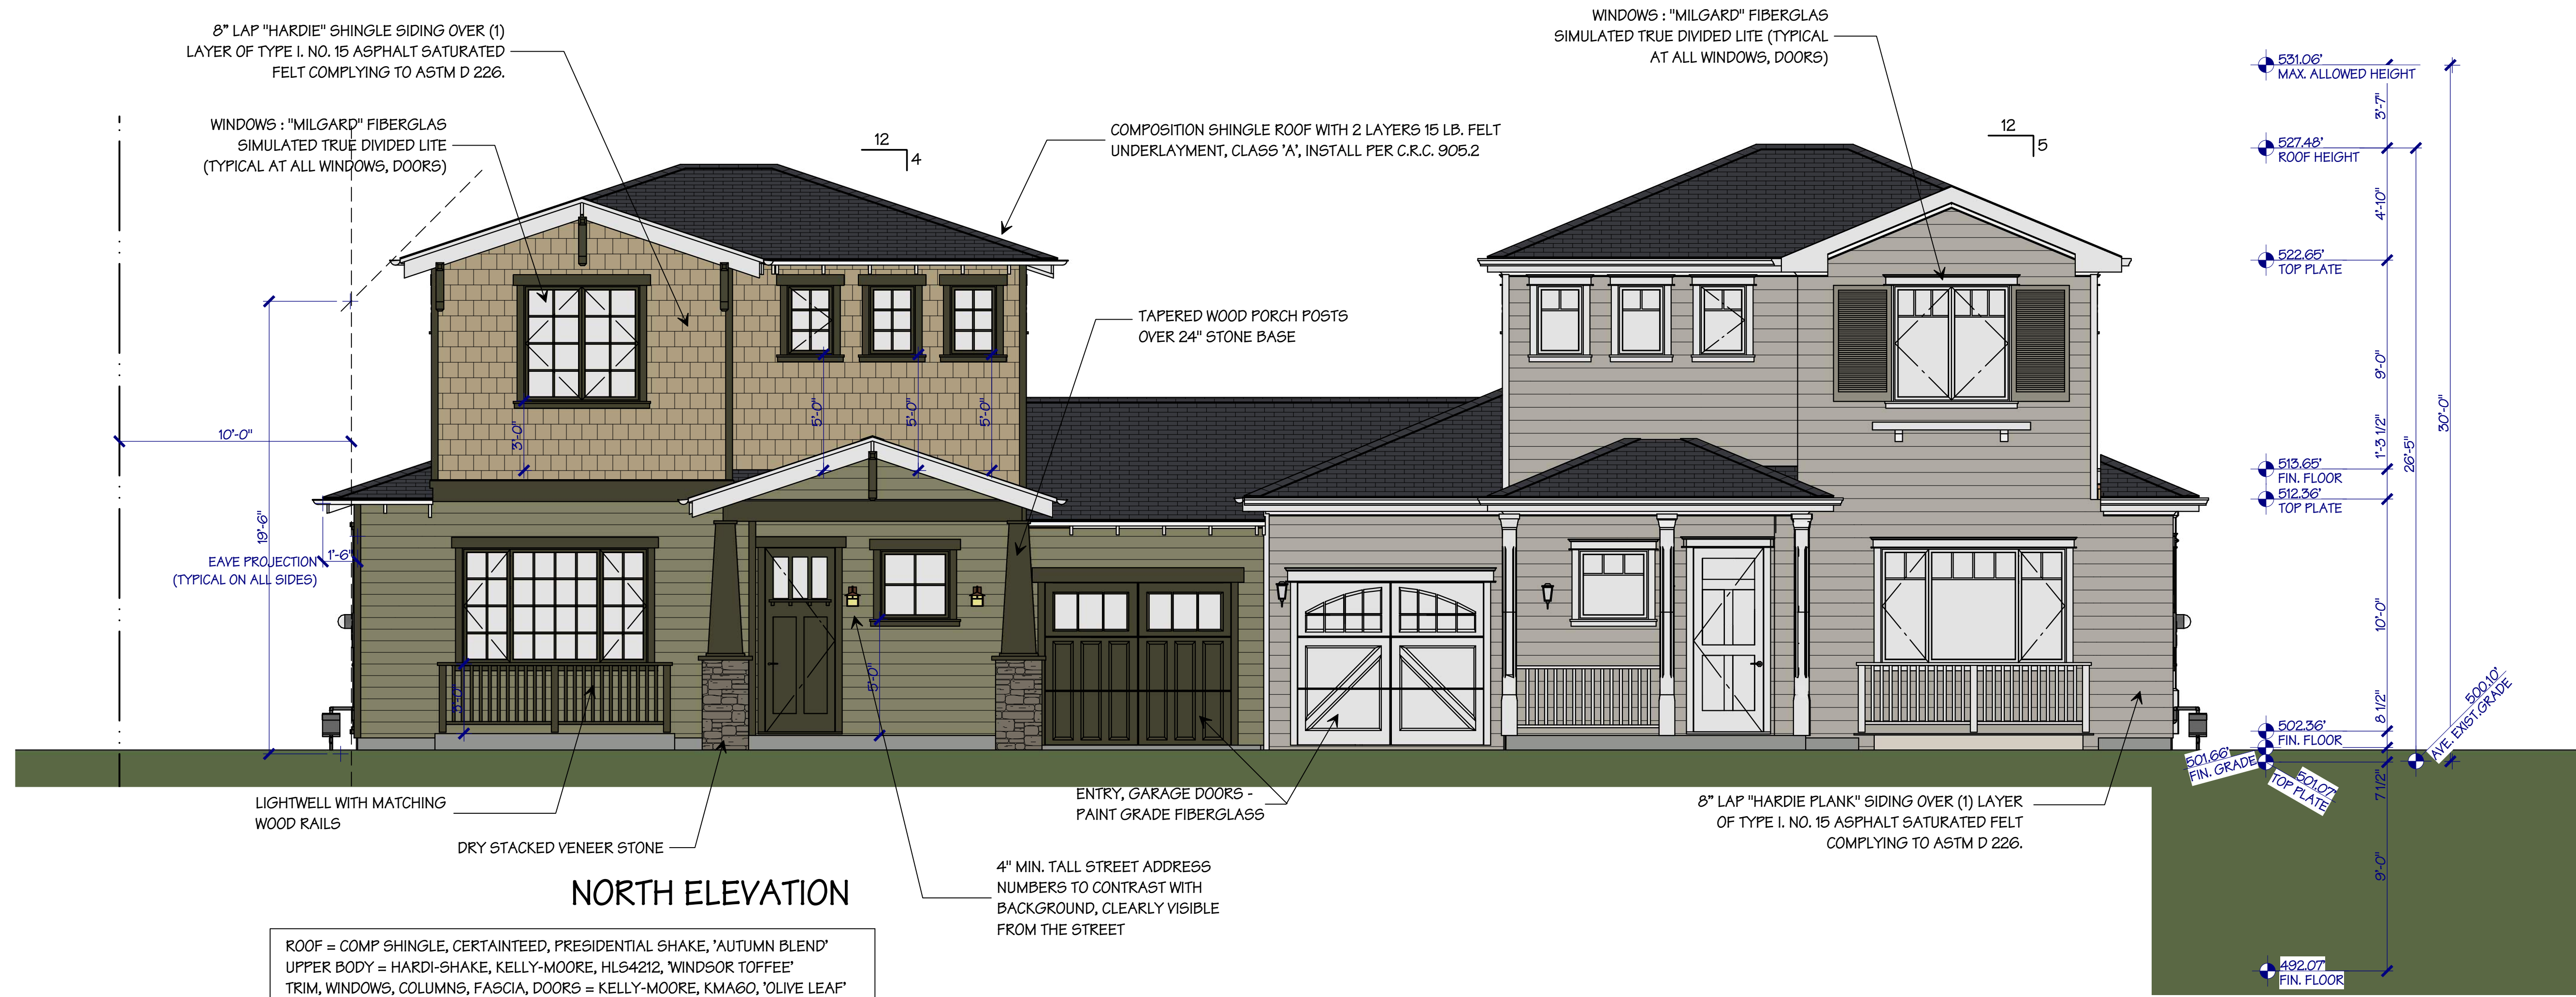 8" LAP "HARDIE" SHINGLE SIDING OVER (1)
LAYER OF TYPE I. NO. 15 ASPHALT SATURATED
FELT COMPLYING TO ASTM D 226.
WINDOWS : "MILGARD" FIBERGLAS
SIMULATED TRUE DIVIDED LITE
(TYPICAL AT ALL WINDOWS, DOORS)
12
4
COMPOSITION SHINGLE ROOF WITH 2 LAYERS 15 LB. FELT
UNDERLAYMENT, CLASS 'A', INSTALL PER C.R.C. 905.2
WINDOWS : "MILGARD" FIBERGLAS
SIMULATED TRUE DIVIDED LITE (TYPICAL
AT ALL WINDOWS, DOORS)
12
5
TAPERED WOOD PORCH POSTS
OVER 24" STONE BASE
10'-0"
19'-6"
1'-6"
EAVE PROJECTION
(TYPICAL ON ALL SIDES)
3'-0"
5'-0"
5'-0"
5'-0"
5'-0"
531.06'
MAX. ALLOWED HEIGHT
3'-7"
527.48'
ROOF HEIGHT
4'-10"
522.65'
TOP PLATE
9'-0"
30'-0"
26'-5"
1'-3 1/2"
513.65'
FIN. FLOOR
512.36'
TOP PLATE
10'-0"
8 1/2"
502.36'
FIN. FLOOR
501.66'
FIN. GRADE
501.07'
TOP PLATE
500.10'
AVE. EXIST. GRADE
7 1/2"
9'-0"
492.07'
FIN. FLOOR
LIGHTWELL WITH MATCHING
WOOD RAILS
DRY STACKED VENEER STONE
ENTRY, GARAGE DOORS -
PAINT GRADE FIBERGLASS
8" LAP "HARDIE PLANK" SIDING OVER (1) LAYER
OF TYPE I. NO. 15 ASPHALT SATURATED FELT
COMPLYING TO ASTM D 226.
4" MIN. TALL STREET ADDRESS
NUMBERS TO CONTRAST WITH
BACKGROUND, CLEARLY VISIBLE
FROM THE STREET
NORTH ELEVATION
ROOF = COMP SHINGLE, CERTAINTEED, PRESIDENTIAL SHAKE, 'AUTUMN BLEND'
UPPER BODY = HARDI-SHAKE, KELLY-MOORE, HLS4212, 'WINDSOR TOFFEE'
TRIM, WINDOWS, COLUMNS, FASCIA, DOORS = KELLY-MOORE, KMA60, 'OLIVE LEAF'